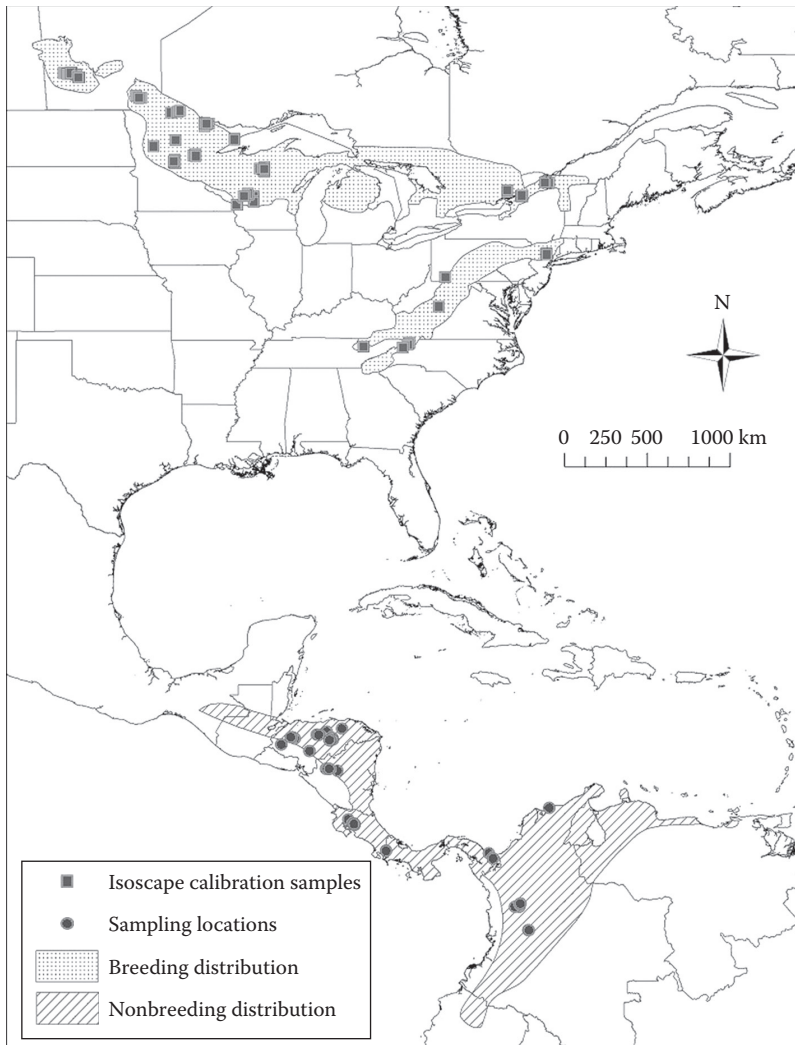 N
0 250 500 1000 km
Isoscape calibration samples
Sampling locations
Breeding distribution
Nonbreeding distribution